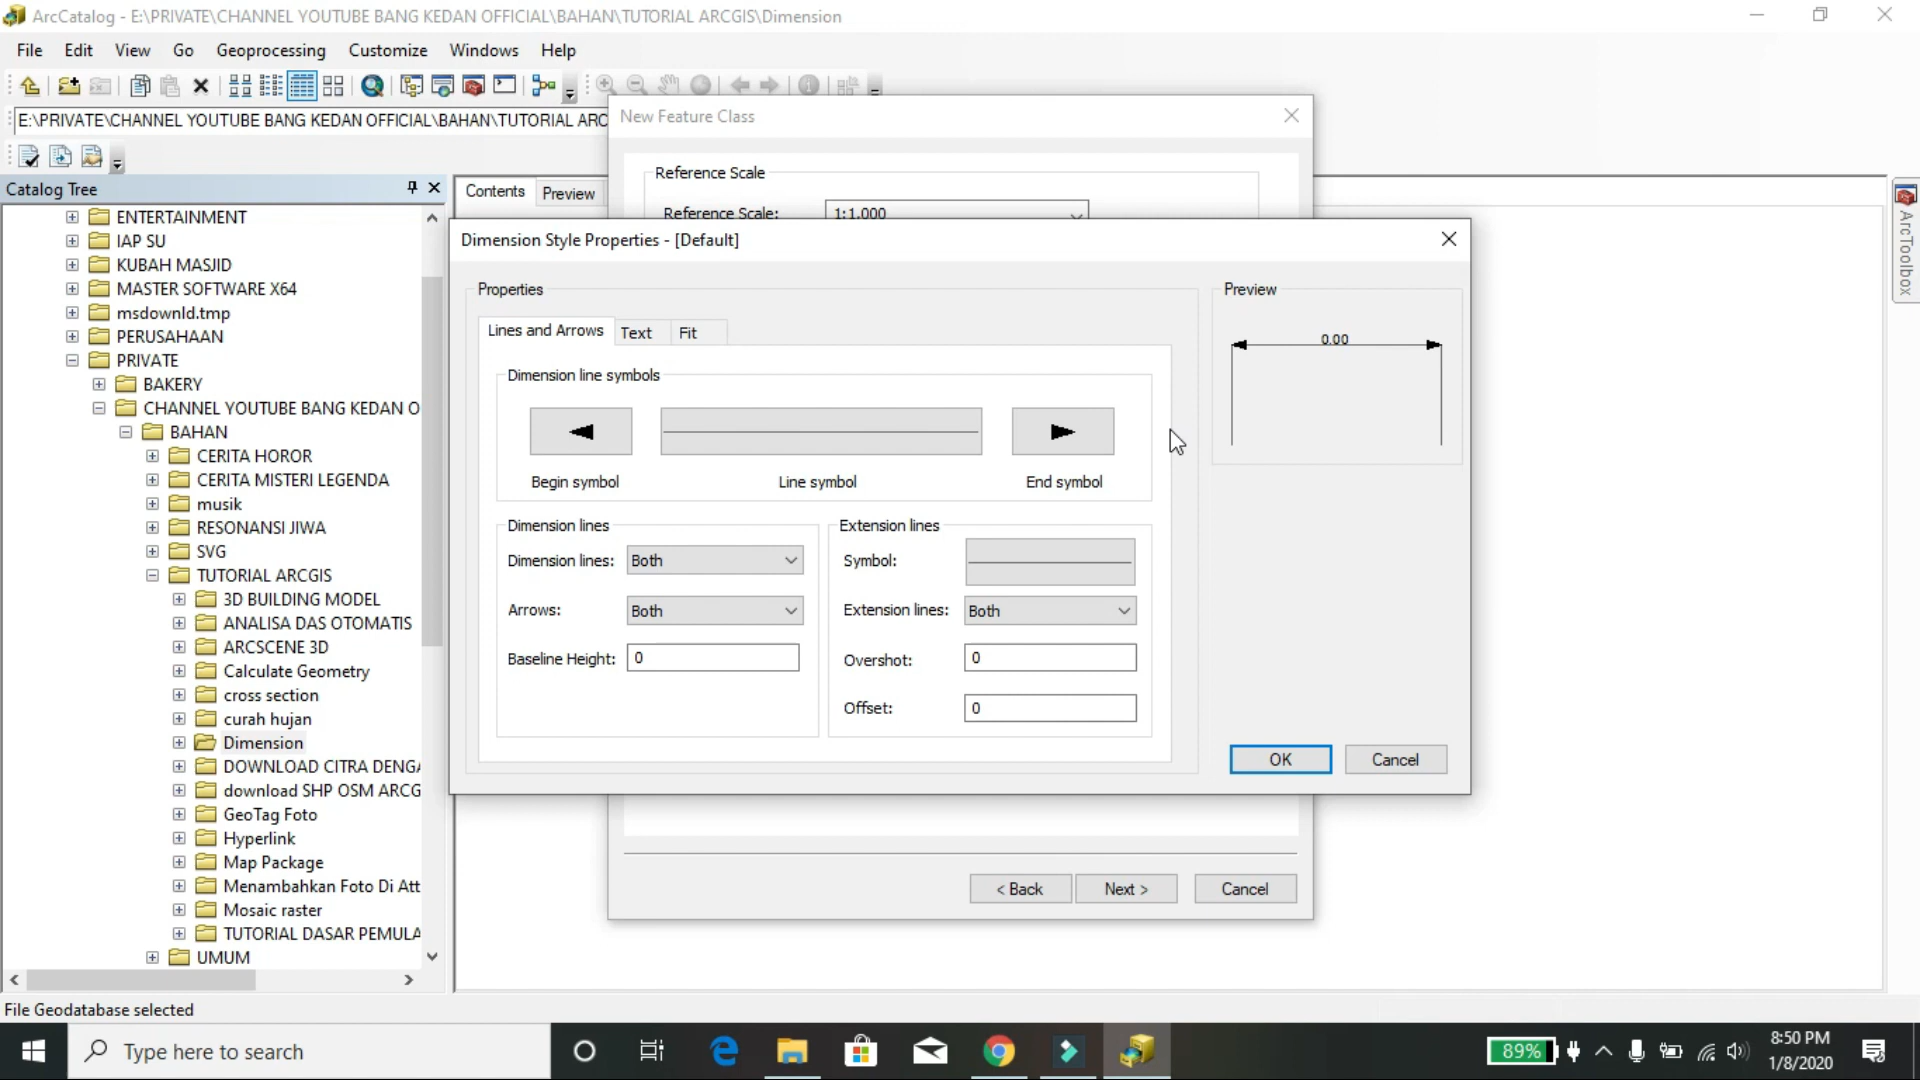 ArcCatalog - E:\PRIVATE\CHANNEL YOUTUBE BANG KEDAN OFFICIAL\BAHAN\TUTORIAL ARCGIS\Dimension
File Edit View Go Geoprocessing Customize Windows Help
E:\PRIVATE\CHANNEL YOUTUBE BANG KEDAN OFFICIAL\BAHAN\TUTORIAL ARC
New Feature Class
Reference Scale
Reference Scale: 1:1.000
Catalog Tree
Contents Preview
ArcToolbox
ENTERTAINMENT
IAP SU
KUBAH MASJID
MASTER SOFTWARE X64
msdownld.tmp
PERUSAHAAN
PRIVATE
BAKERY
CHANNEL YOUTUBE BANG KEDAN O
BAHAN
CERITA HOROR
CERITA MISTERI LEGENDA
musik
RESONANSI JIWA
SVG
TUTORIAL ARCGIS
3D BUILDING MODEL
ANALISA DAS OTOMATIS
ARCSCENE 3D
Calculate Geometry
cross section
curah hujan
Dimension
DOWNLOAD CITRA DENGA
download SHP OSM ARCG
GeoTag Foto
Hyperlink
Map Package
Menambahkan Foto Di Att
Mosaic raster
TUTORIAL DASAR PEMULA
UMUM
Dimension Style Properties - [Default]
Properties
Lines and Arrows Text Fit
Dimension line symbols
Begin symbol Line symbol End symbol
Dimension lines
Dimension lines: Both
Arrows: Both
Baseline Height: 0
Extension lines
Symbol:
Extension lines: Both
Overshot: 0
Offset: 0
Preview
0.00
OK Cancel
< Back Next > Cancel
File Geodatabase selected
Type here to search
89%
8:50 PM
1/8/2020